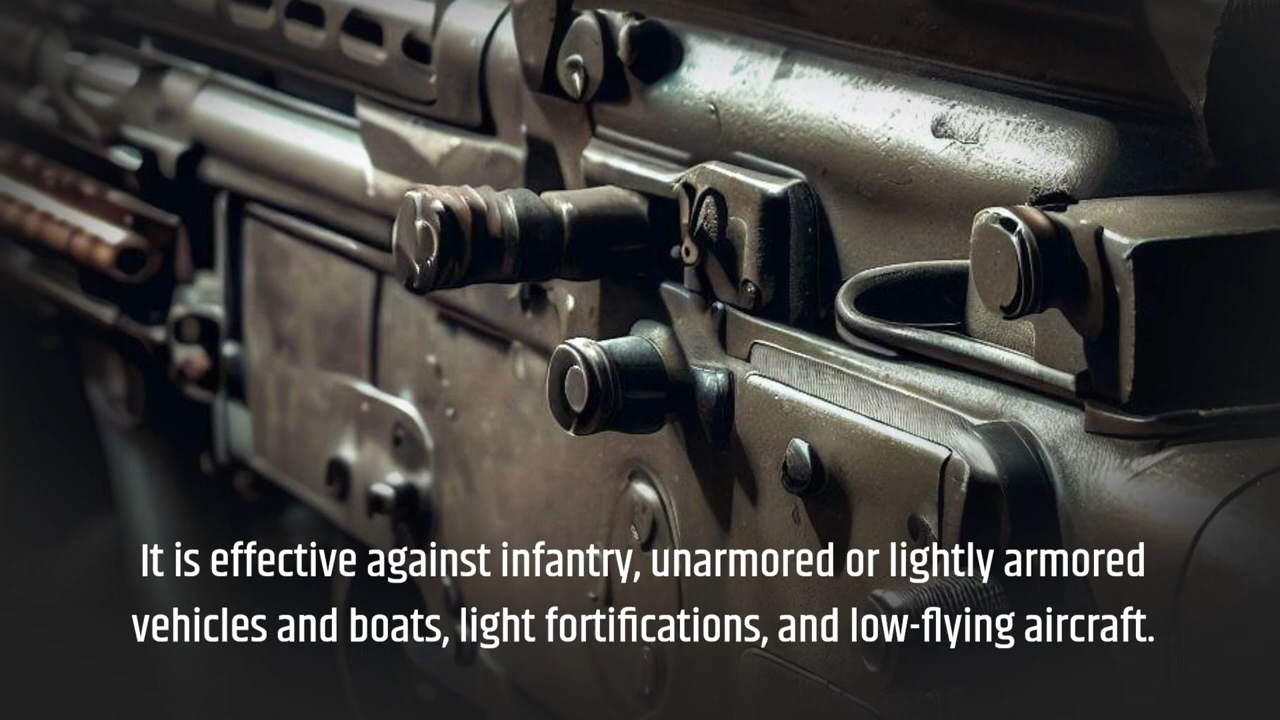 It is effective against infantry, unarmored or lightly armored
vehicles and boats, light fortifications, and low-flying aircraft.